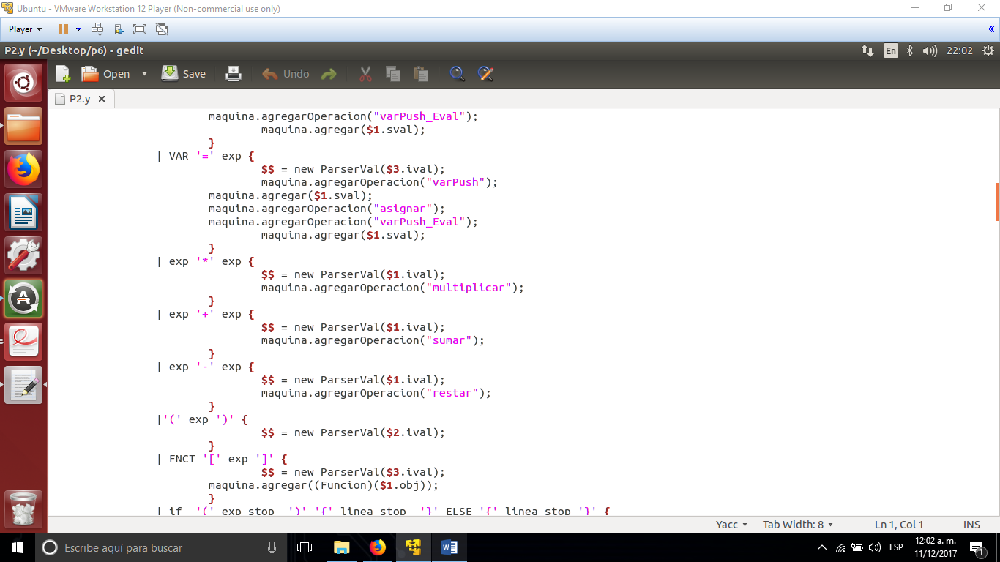 Ubuntu - VMware Workstation 12 Player (Non-commercial use only)
Player
P2.y (~/Desktop/p6) - gedit
En
22:02
Open
Save
Undo
P2.y
maquina.agregarOperacion("varPush_Eval");
maquina.agregar($1.sval);
}
| VAR '=' exp {
$$ = new ParserVal($3.ival);
maquina.agregarOperacion("varPush");
maquina.agregar($1.sval);
maquina.agregarOperacion("asignar");
maquina.agregarOperacion("varPush_Eval");
maquina.agregar($1.sval);
}
| exp '*' exp {
$$ = new ParserVal($1.ival);
maquina.agregarOperacion("multiplicar");
}
| exp '+' exp {
$$ = new ParserVal($1.ival);
maquina.agregarOperacion("sumar");
}
| exp '-' exp {
$$ = new ParserVal($1.ival);
maquina.agregarOperacion("restar");
}
|'(' exp ')' {
$$ = new ParserVal($2.ival);
}
| FNCT '[' exp ']' {
$$ = new ParserVal($3.ival);
maquina.agregar((Funcion)($1.obj));
}
| if '(' exp stop ')' '{' linea stop '}' ELSE '{' linea stop '}' {
Yacc
Tab Width: 8
Ln 1, Col 1
INS
Escribe aquí para buscar
ESP
12:02 a. m.
11/12/2017
1